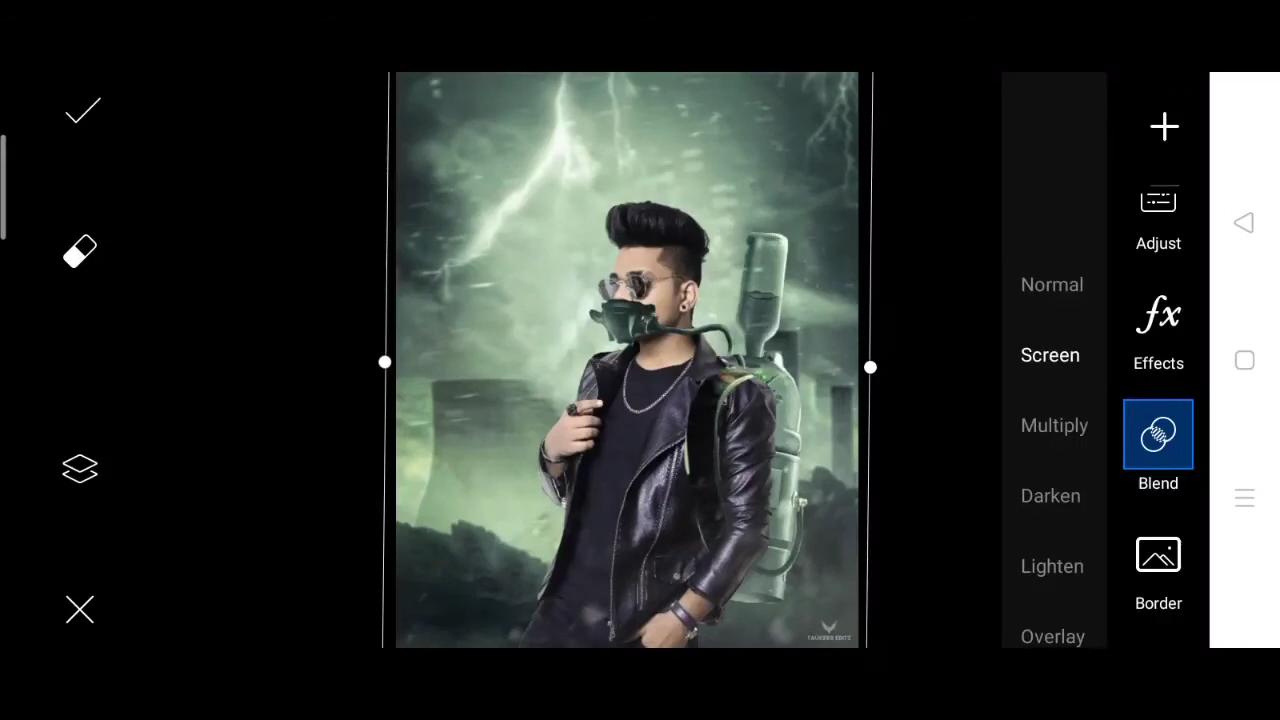 Adjust
Effects
Blend
Border
Normal
Screen
Multiply
Darken
Lighten
Overlay